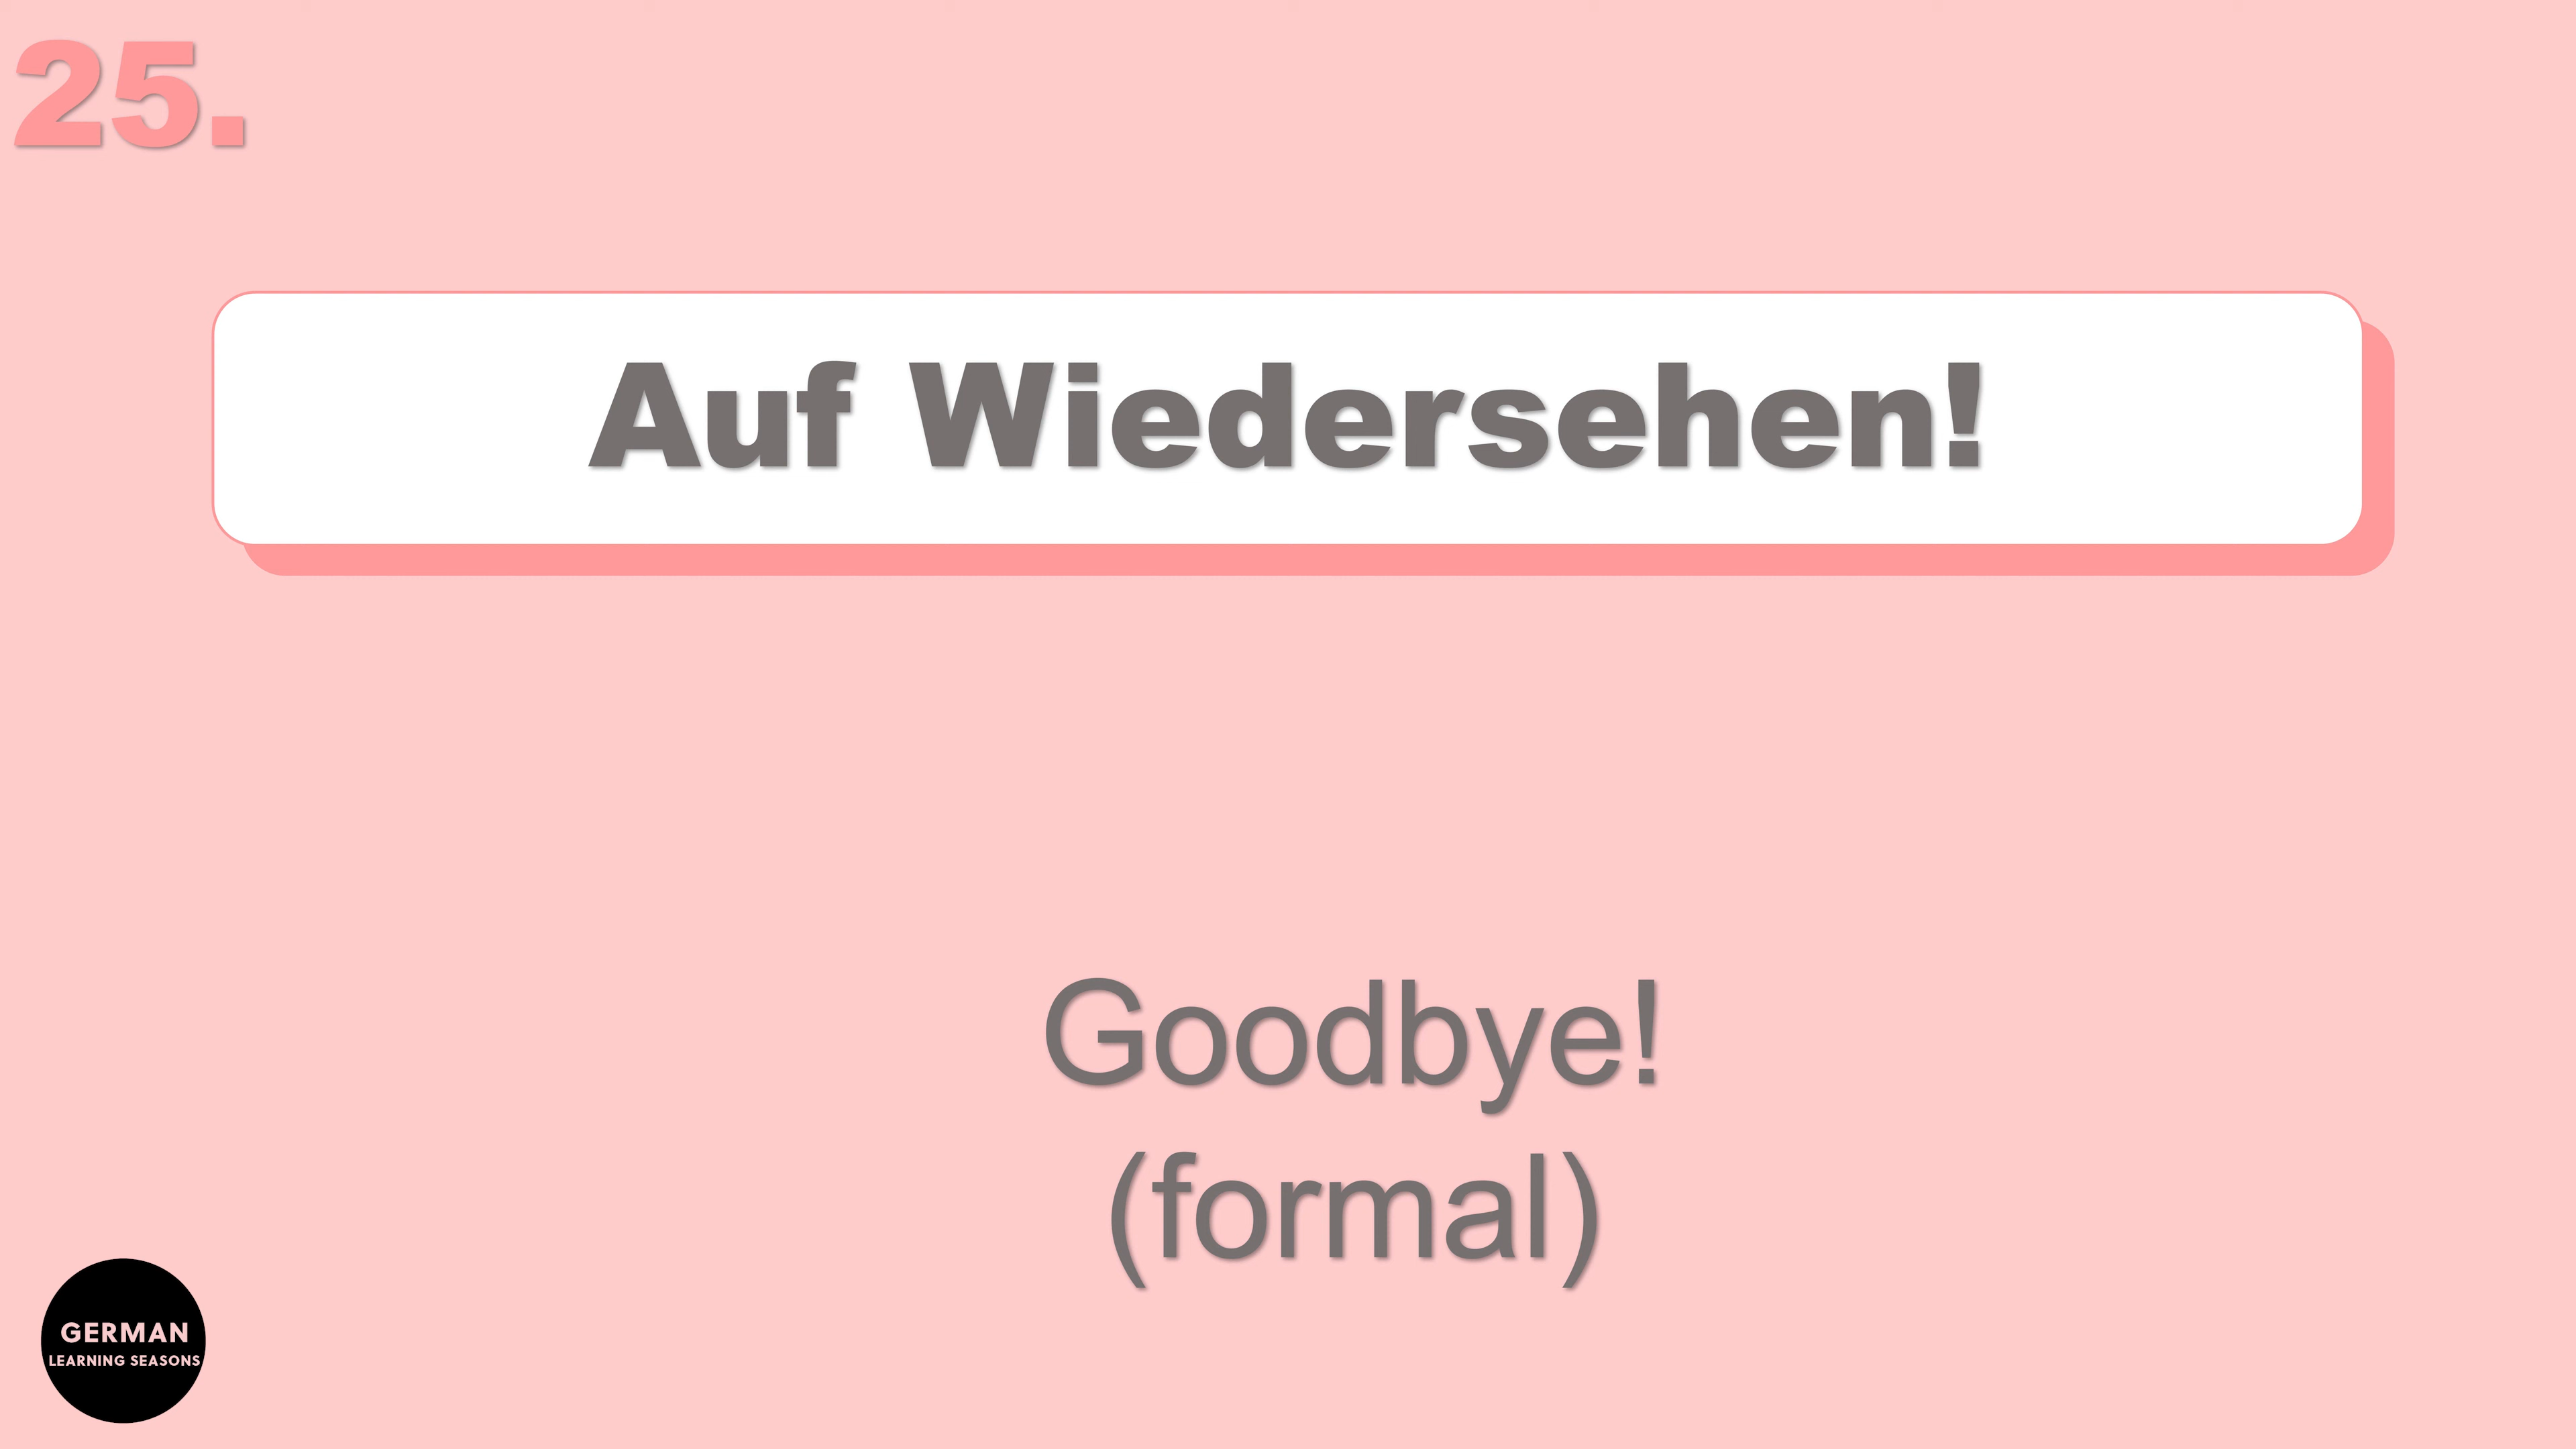 25.
Auf Wiedersehen!
Goodbye!
(formal)
GERMAN
LEARNING SEASONS